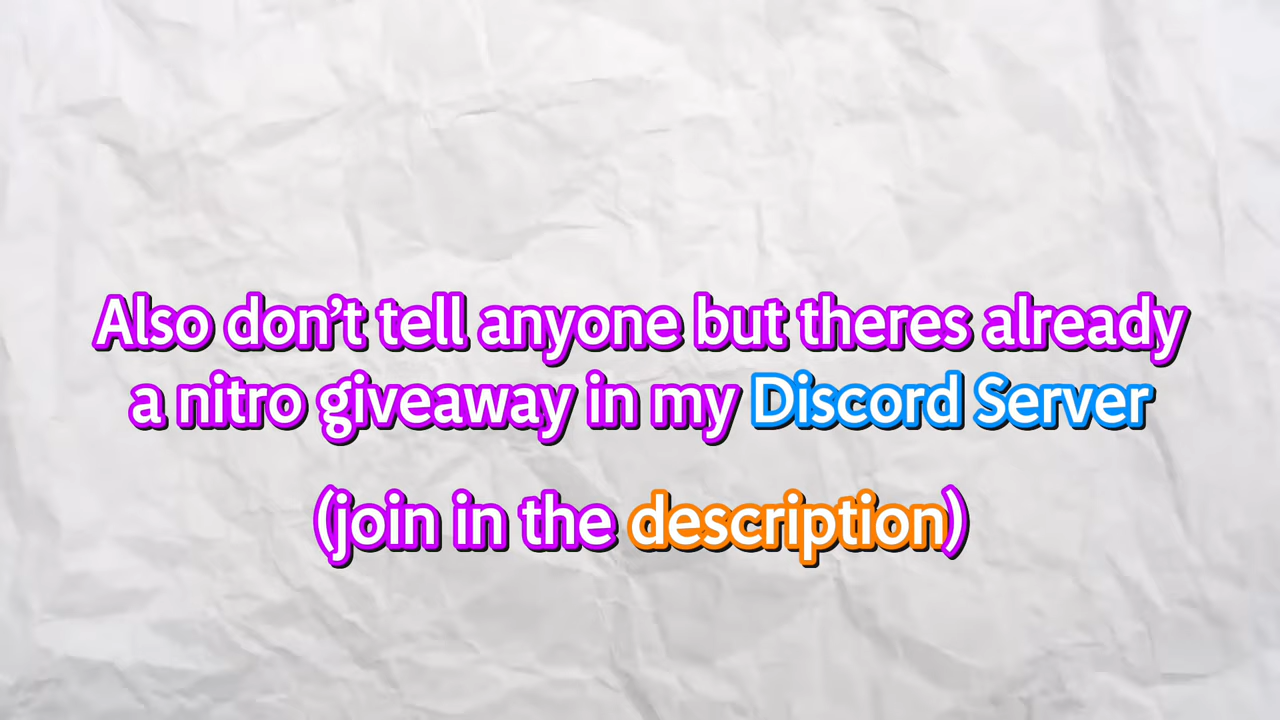 Also don’t tell anyone but theres already
a nitro giveaway in my Discord Server
(join in the description)